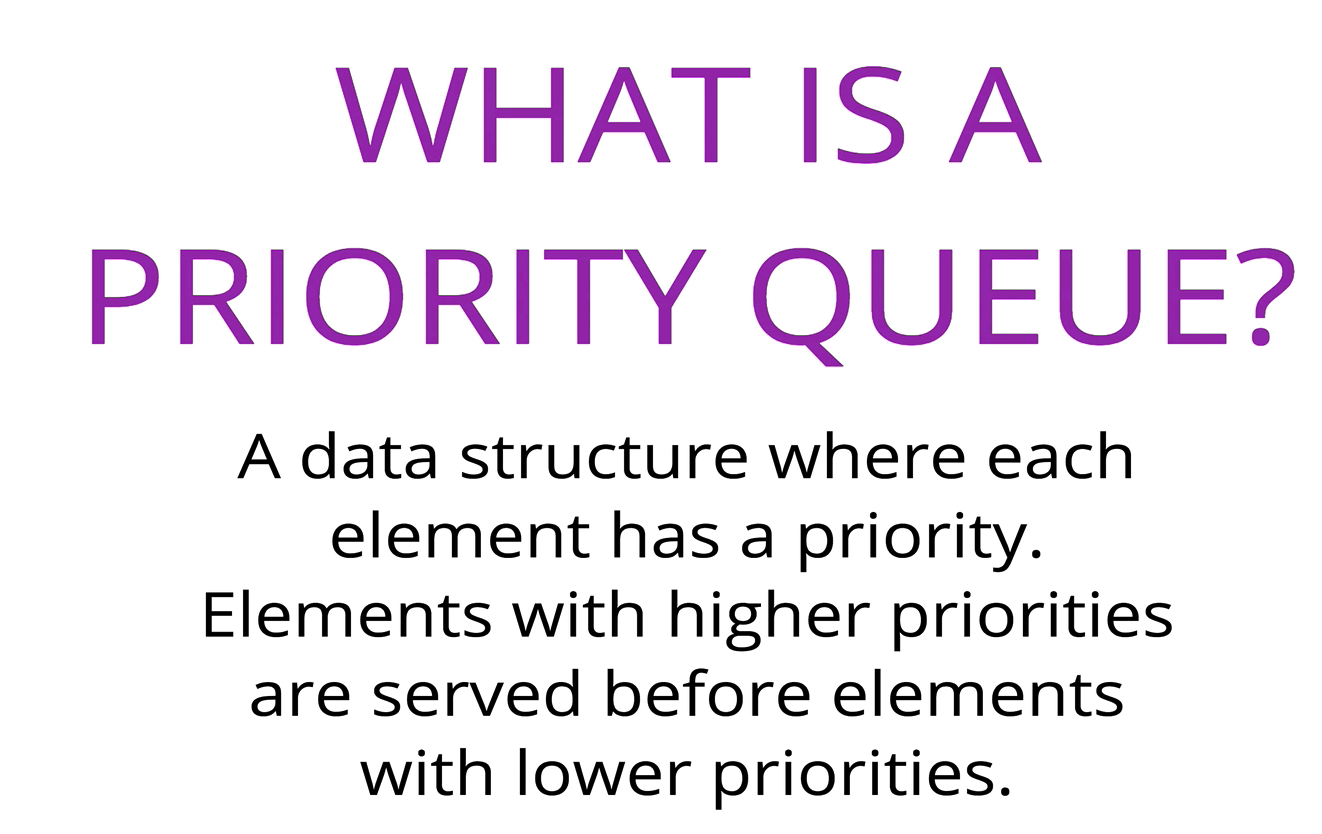 WHAT IS A
PRIORITY QUEUE?
A data structure where each
element has a priority.
Elements with higher priorities
are served before elements
with lower priorities.